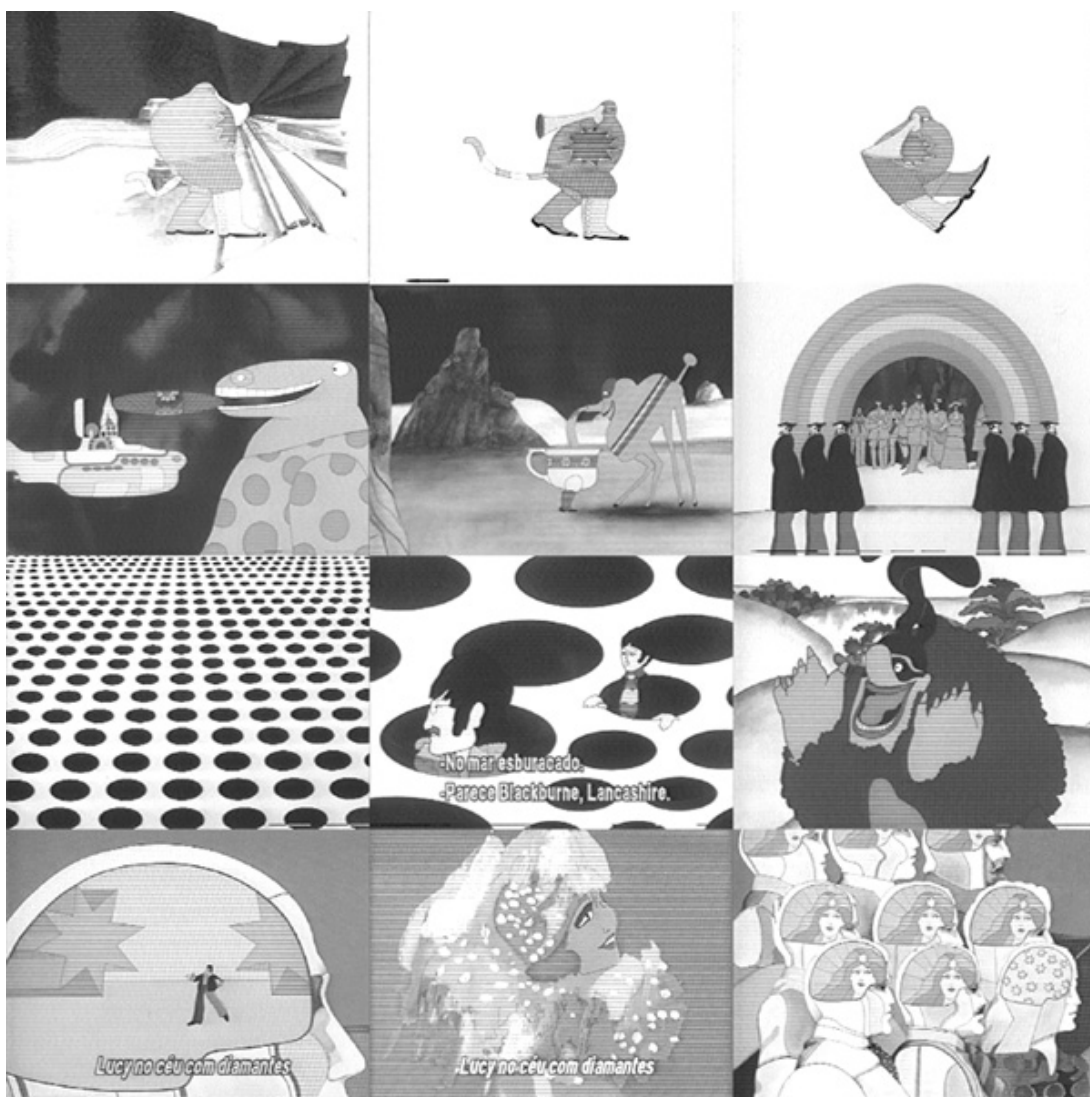 -No mar esburacado.
-Parece Blackburne, Lancashire.
Lucy no céu com diamantes
Lucy no céu com diamantes